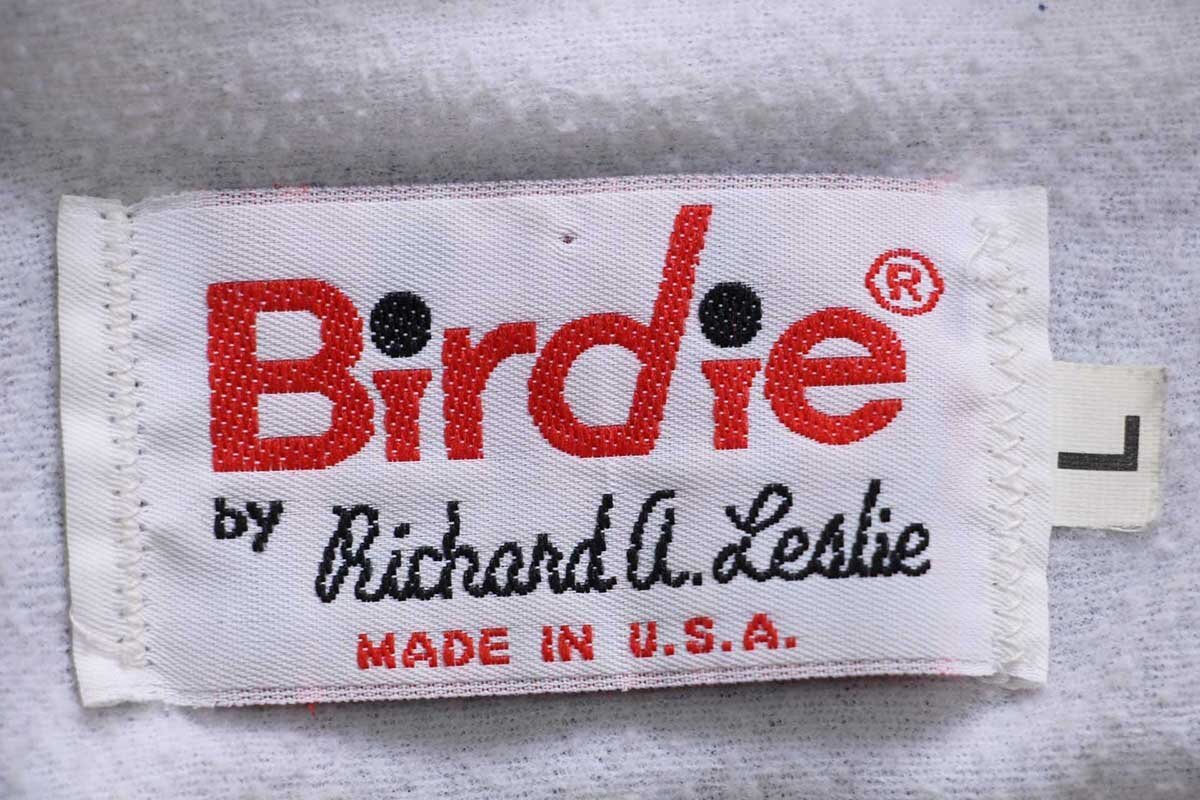 Birdie®
by Richard A. Leslie
MADE IN U.S.A.
L